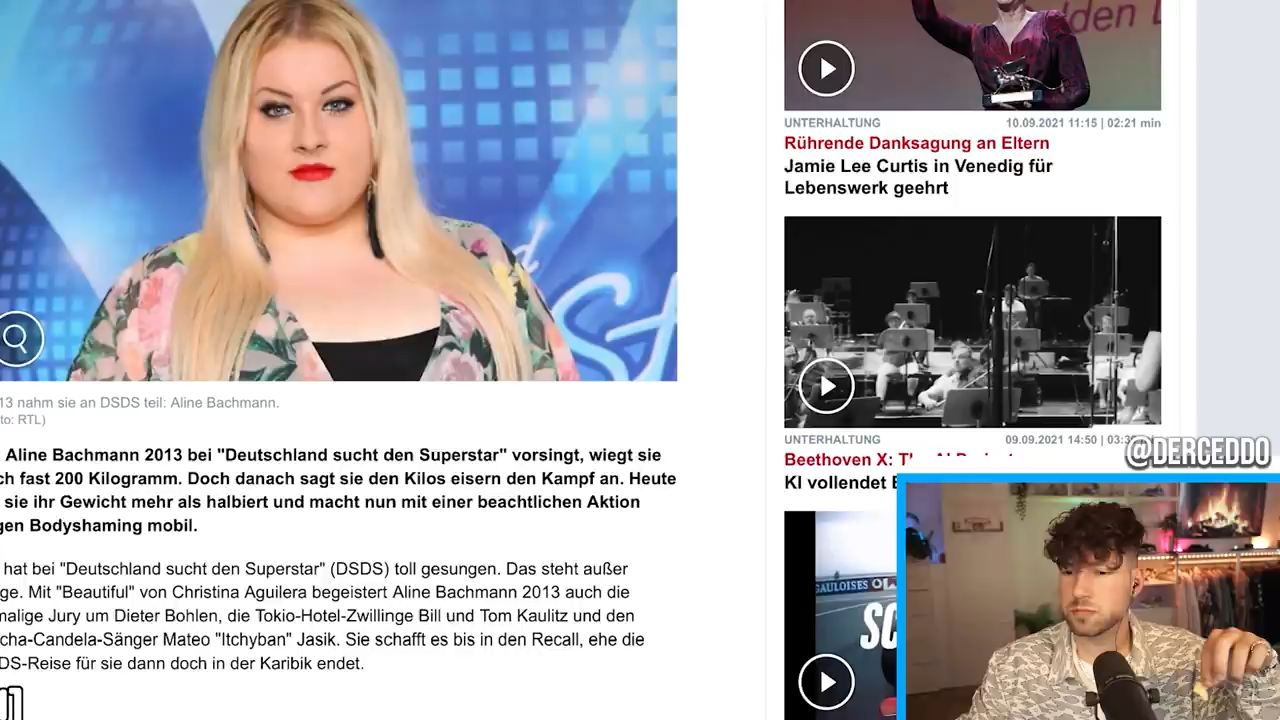 13 nahm sie an DSDS teil: Aline Bachmann.
to: RTL)
Aline Bachmann 2013 bei "Deutschland sucht den Superstar" vorsingt, wiegt sie
ch fast 200 Kilogramm. Doch danach sagt sie den Kilos eisern den Kampf an. Heute
sie ihr Gewicht mehr als halbiert und macht nun mit einer beachtlichen Aktion
gen Bodyshaming mobil.
hat bei "Deutschland sucht den Superstar" (DSDS) toll gesungen. Das steht außer
ge. Mit "Beautiful" von Christina Aguilera begeistert Aline Bachmann 2013 auch die
malige Jury um Dieter Bohlen, die Tokio-Hotel-Zwillinge Bill und Tom Kaulitz und den
cha-Candela-Sänger Mateo "Itchyban" Jasik. Sie schafft es bis in den Recall, ehe die
DS-Reise für sie dann doch in der Karibik endet.
lden L
UNTERHALTUNG 10.09.2021 11:15 | 02:21 min
Rührende Danksagung an Eltern
Jamie Lee Curtis in Venedig für
Lebenswerk geehrt
UNTERHALTUNG 09.09.2021 14:50 | 03:3
@DERCEDDO
Beethoven X:
KI vollendet
GAULOISES
SC